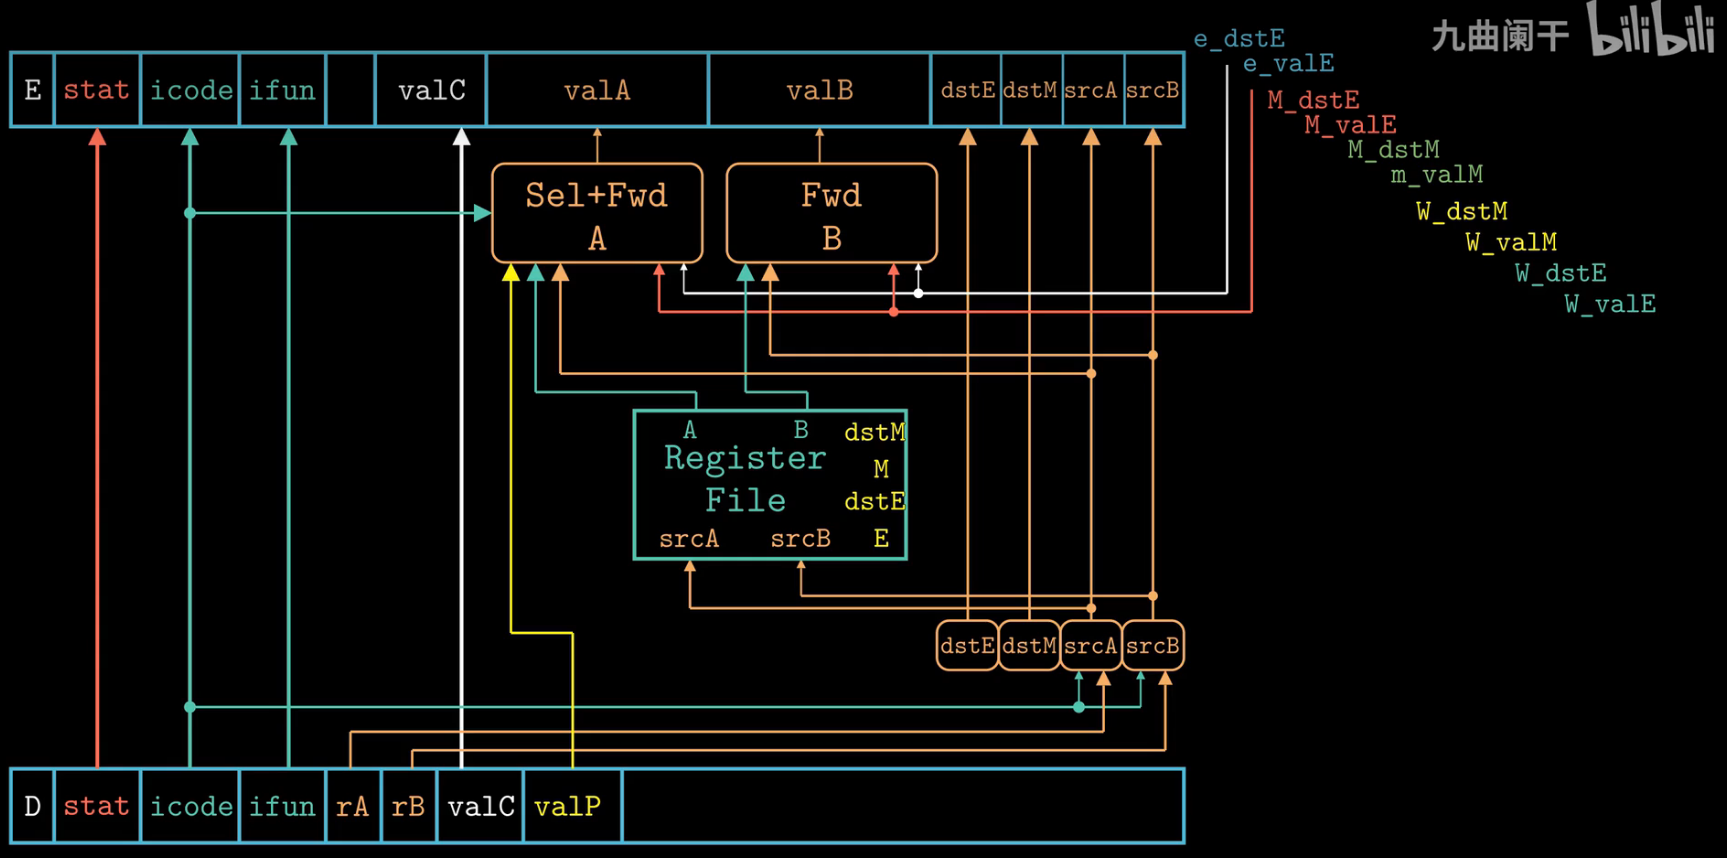 九曲阑干 bilibili
e_dstE
e_valE
E stat icode ifun valC valA valB dstE dstM srcA srcB
M_dstE
M_valE
M_dstM
m_valM
W_dstM
W_valM
W_dstE
W_valE
Sel+Fwd
A
Fwd
B
A B dstM
Register
M
File
dstE
srcA srcB E
dstE dstM srcA srcB
D stat icode ifun rA rB valC valP